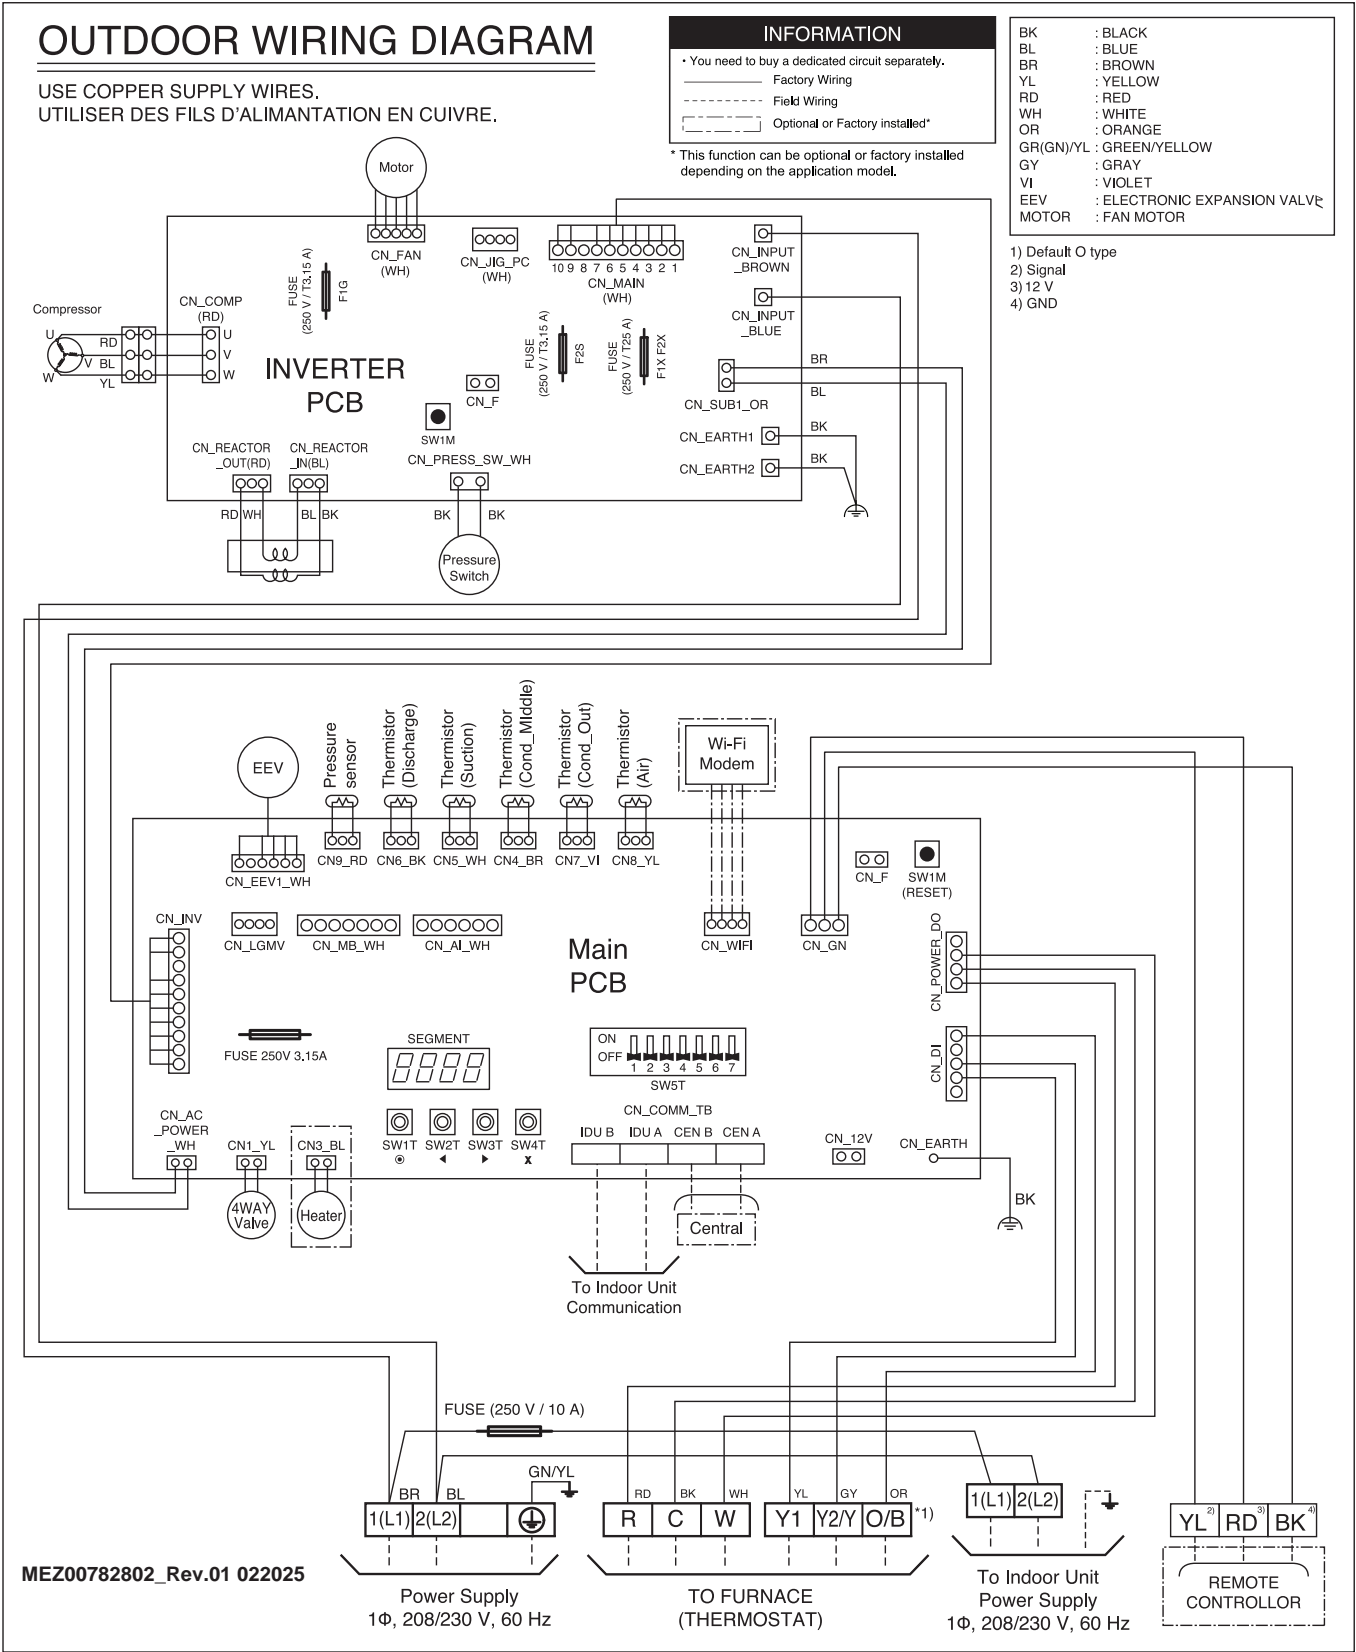 OUTDOOR WIRING DIAGRAM
USE COPPER SUPPLY WIRES.
UTILISER DES FILS D'ALIMANTATION EN CUIVRE.
INFORMATION
• You need to buy a dedicated circuit separately.
Factory Wiring
Field Wiring
Optional or Factory installed*
* This function can be optional or factory installed
depending on the application model.
BK : BLACK
BL : BLUE
BR : BROWN
YL : YELLOW
RD : RED
WH : WHITE
OR : ORANGE
GR(GN)/YL : GREEN/YELLOW
GY : GRAY
VI : VIOLET
EEV : ELECTRONIC EXPANSION VALVE
MOTOR : FAN MOTOR
1) Default O type
2) Signal
3) 12 V
4) GND
Motor
CN_FAN
(WH)
CN_JIG_PC
(WH)
10 9 8 7 6 5 4 3 2 1
CN_MAIN
(WH)
CN_INPUT
_BROWN
CN_INPUT
_BLUE
FUSE
(250 V / T3.15 A)
F1G
FUSE
(250 V / T3.15 A)
F2S
FUSE
(250 V / T25 A)
F1X F2X
Compressor
U
V
W
RD
BL
YL
CN_COMP
(RD)
U
V
W
INVERTER
PCB
CN_F
SW1M
CN_SUB1_OR
BR
BL
CN_EARTH1
BK
CN_EARTH2
BK
CN_REACTOR
_OUT(RD)
CN_REACTOR
_IN(BL)
RD WH BL BK
CN_PRESS_SW_WH
BK BK
Pressure
Switch
EEV
Pressure
sensor
Thermistor
(Discharge)
Thermistor
(Suction)
Thermistor
(Cond_MIddle)
Thermistor
(Cond_Out)
Thermistor
(Air)
Wi-Fi
Modem
CN_EEV1_WH
CN9_RD CN6_BK CN5_WH CN4_BR CN7_VI CN8_YL
CN_F
SW1M
(RESET)
CN_INV
CN_LGMV
CN_MB_WH
CN_AI_WH
CN_WIFI
CN_GN
CN_POWER_DO
CN_DI
Main
PCB
FUSE 250V 3.15A
SEGMENT
8888
ON
OFF
1 2 3 4 5 6 7
SW5T
SW1T SW2T SW3T SW4T
X
CN_COMM_TB
IDU B IDU A CEN B CEN A
CN_AC
_POWER
_WH
CN1_YL
CN3_BL
4WAY
Valve
Heater
CN_12V
CN_EARTH
BK
Central
To Indoor Unit
Communication
FUSE (250 V / 10 A)
BR BL
GN/YL
1(L1) 2(L2)
Power Supply
1Φ, 208/230 V, 60 Hz
RD BK WH YL GY OR
R C W Y1 Y2/Y O/B *1)
TO FURNACE
(THERMOSTAT)
1(L1) 2(L2)
To Indoor Unit
Power Supply
1Φ, 208/230 V, 60 Hz
YL 2) RD 3) BK 4)
REMOTE
CONTROLLOR
MEZ00782802_Rev.01 022025